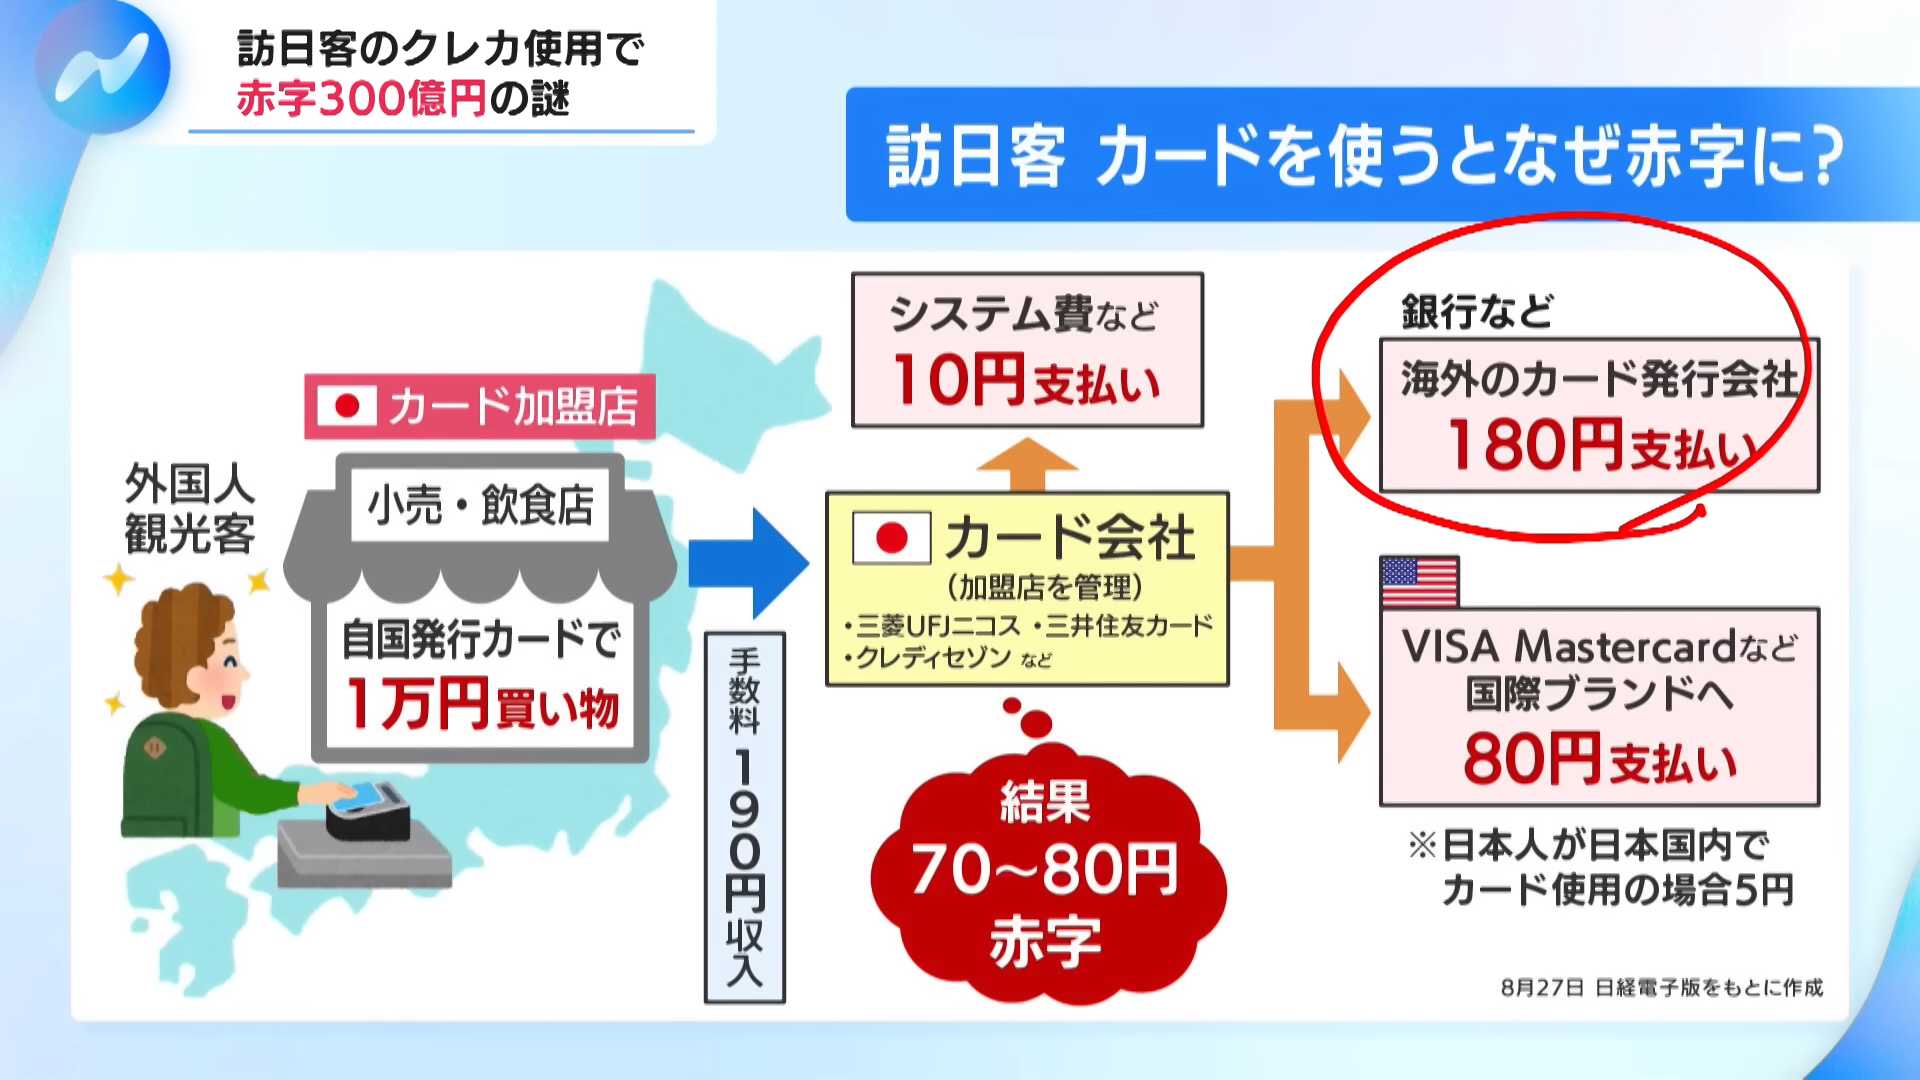 訪日客のクレカ使用で
赤字300億円の謎
訪日客 カードを使うとなぜ赤字に?
外国人
観光客
カード加盟店
小売・飲食店
自国発行カードで
1万円買い物
手数料190円収入
システム費など
10円支払い
カード会社
(加盟店を管理)
・三菱UFJニコス ・三井住友カード
・クレディセゾン など
結果
70〜80円
赤字
銀行など
海外のカード発行会社
180円支払い
VISA Mastercardなど
国際ブランドへ
80円支払い
※日本人が日本国内で
カード使用の場合5円
8月27日 日経電子版をもとに作成